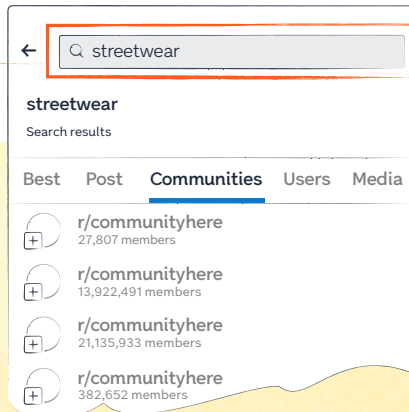 streetwear
streetwear
Search results
Best Post Communities Users Media
r/communityhere
27,807 members
r/communityhere
13,922,491 members
r/communityhere
21,135,933 members
r/communityhere
382,652 members